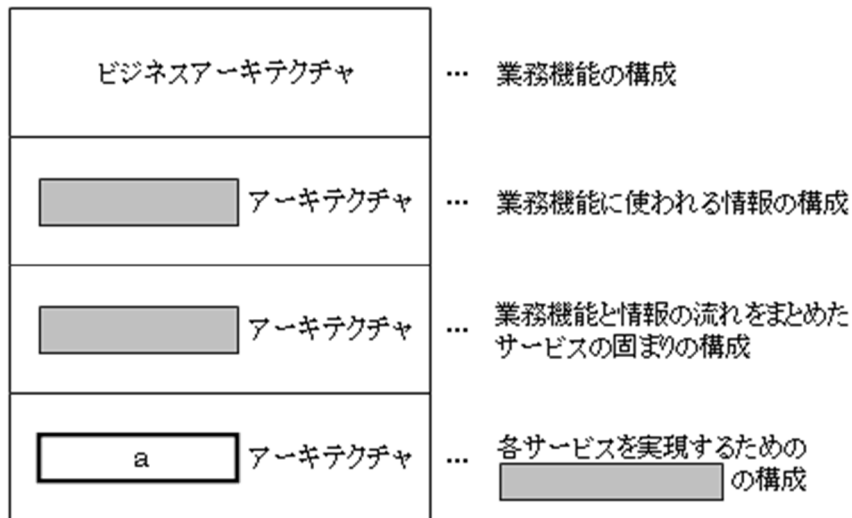 ビジネスアーキテクチャ … 業務機能の構成
アーキテクチャ … 業務機能に使われる情報の構成
アーキテクチャ … 業務機能と情報の流れをまとめた
サービスの固まりの構成
a アーキテクチャ … 各サービスを実現するための
の構成